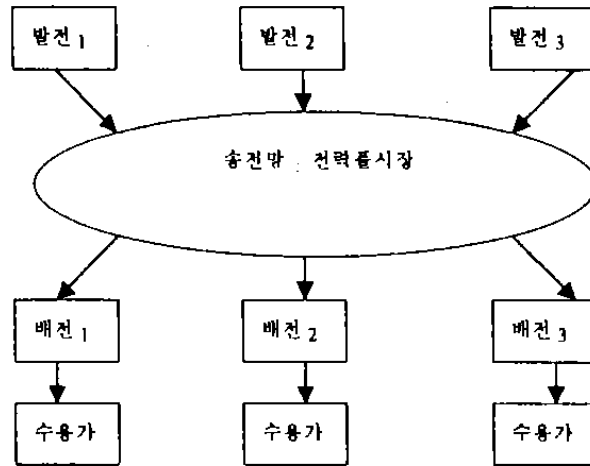 발전 1
발전 2
발전 3
송전망 : 전력풀시장
배전 1
배전 2
배전 3
수용가
수용가
수용가